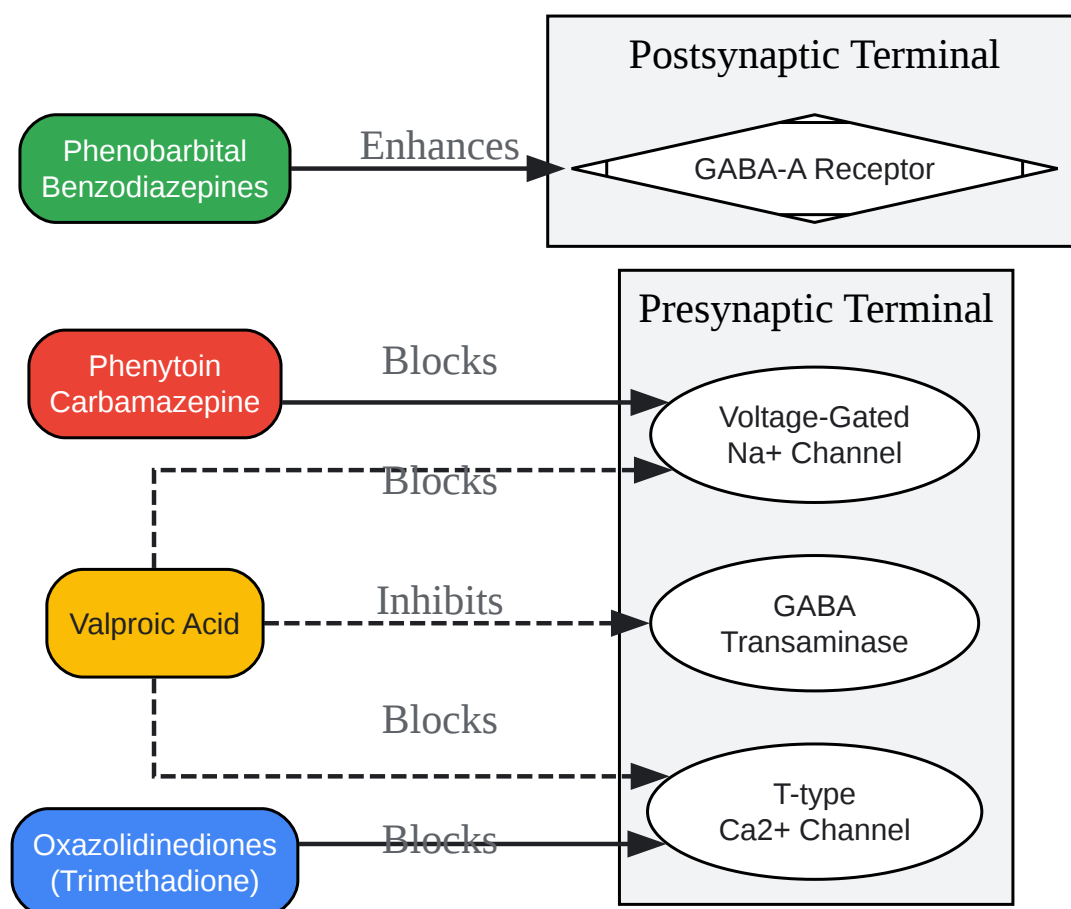 Postsynaptic Terminal
Phenobarbital
Benzodiazepines
Enhances
GABA-A Receptor
Presynaptic Terminal
Phenytoin
Carbamazepine
Blocks
Voltage-Gated
Na+ Channel
Blocks
Valproic Acid
Inhibits
GABA
Transaminase
Blocks
T-type
Ca2+ Channel
Oxazolidinediones
(Trimethadione)
Blocks